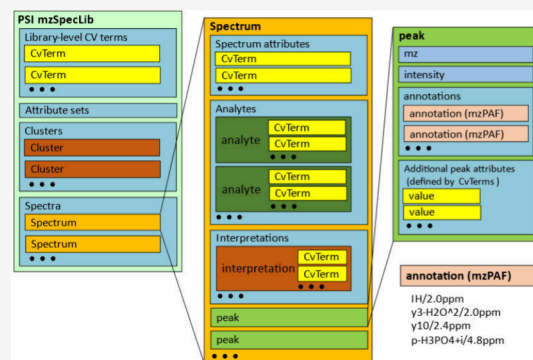 PSI mzSpecLib
Library-level CV terms
CvTerm
CvTerm
Attribute sets
Clusters
Cluster
Cluster
Spectra
Spectrum
Spectrum
Spectrum
Spectrum attributes
CvTerm
CvTerm
Analytes
analyte
CvTerm
CvTerm
analyte
CvTerm
CvTerm
Interpretations
interpretation
CvTerm
CvTerm
peak
peak
peak
mz
intensity
annotations
annotation (mzPAF)
annotation (mzPAF)
Additional peak attributes
(defined by CvTerms )
value
value
annotation (mzPAF)
IH/2.0ppm
y3-H2O^2/2.0ppm
y10/2.4ppm
p-H3PO4+i/4.8ppm